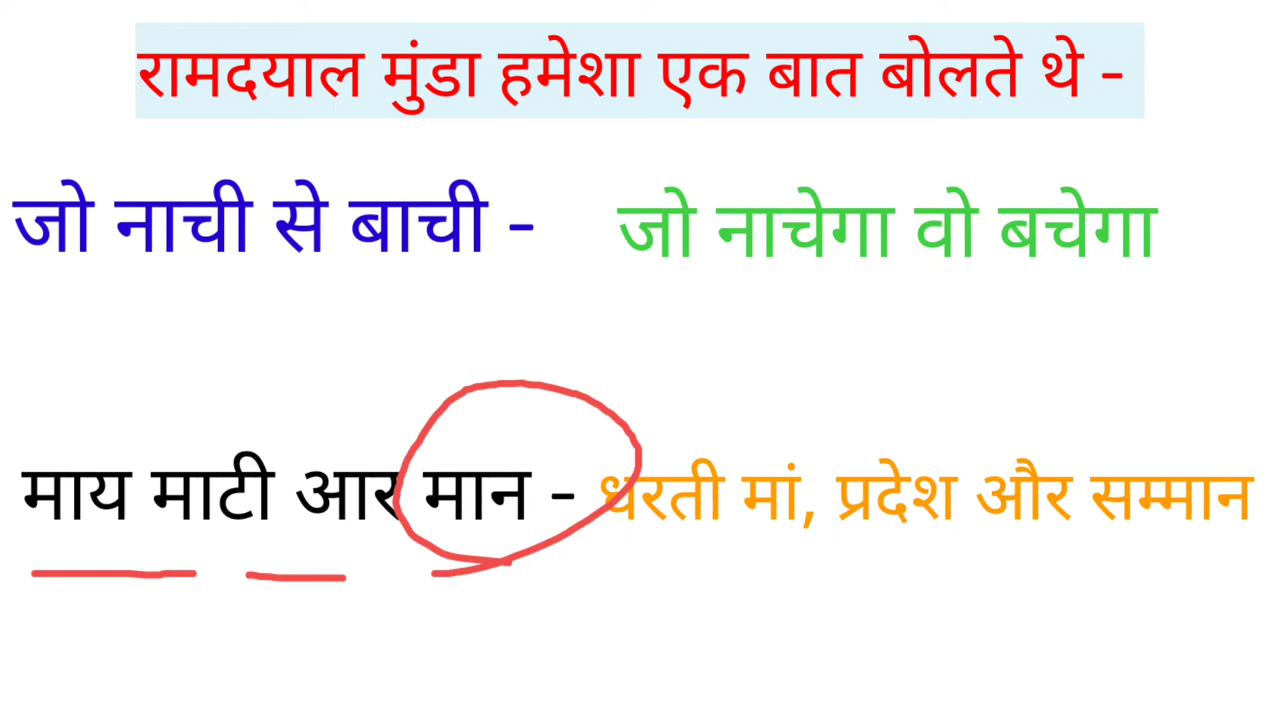 रामदयाल मुंडा हमेशा एक बात बोलते थे -
जो नाची से बाची - जो नाचेगा वो बचेगा
माय माटी आर मान - धरती मां, प्रदेश और सम्मान